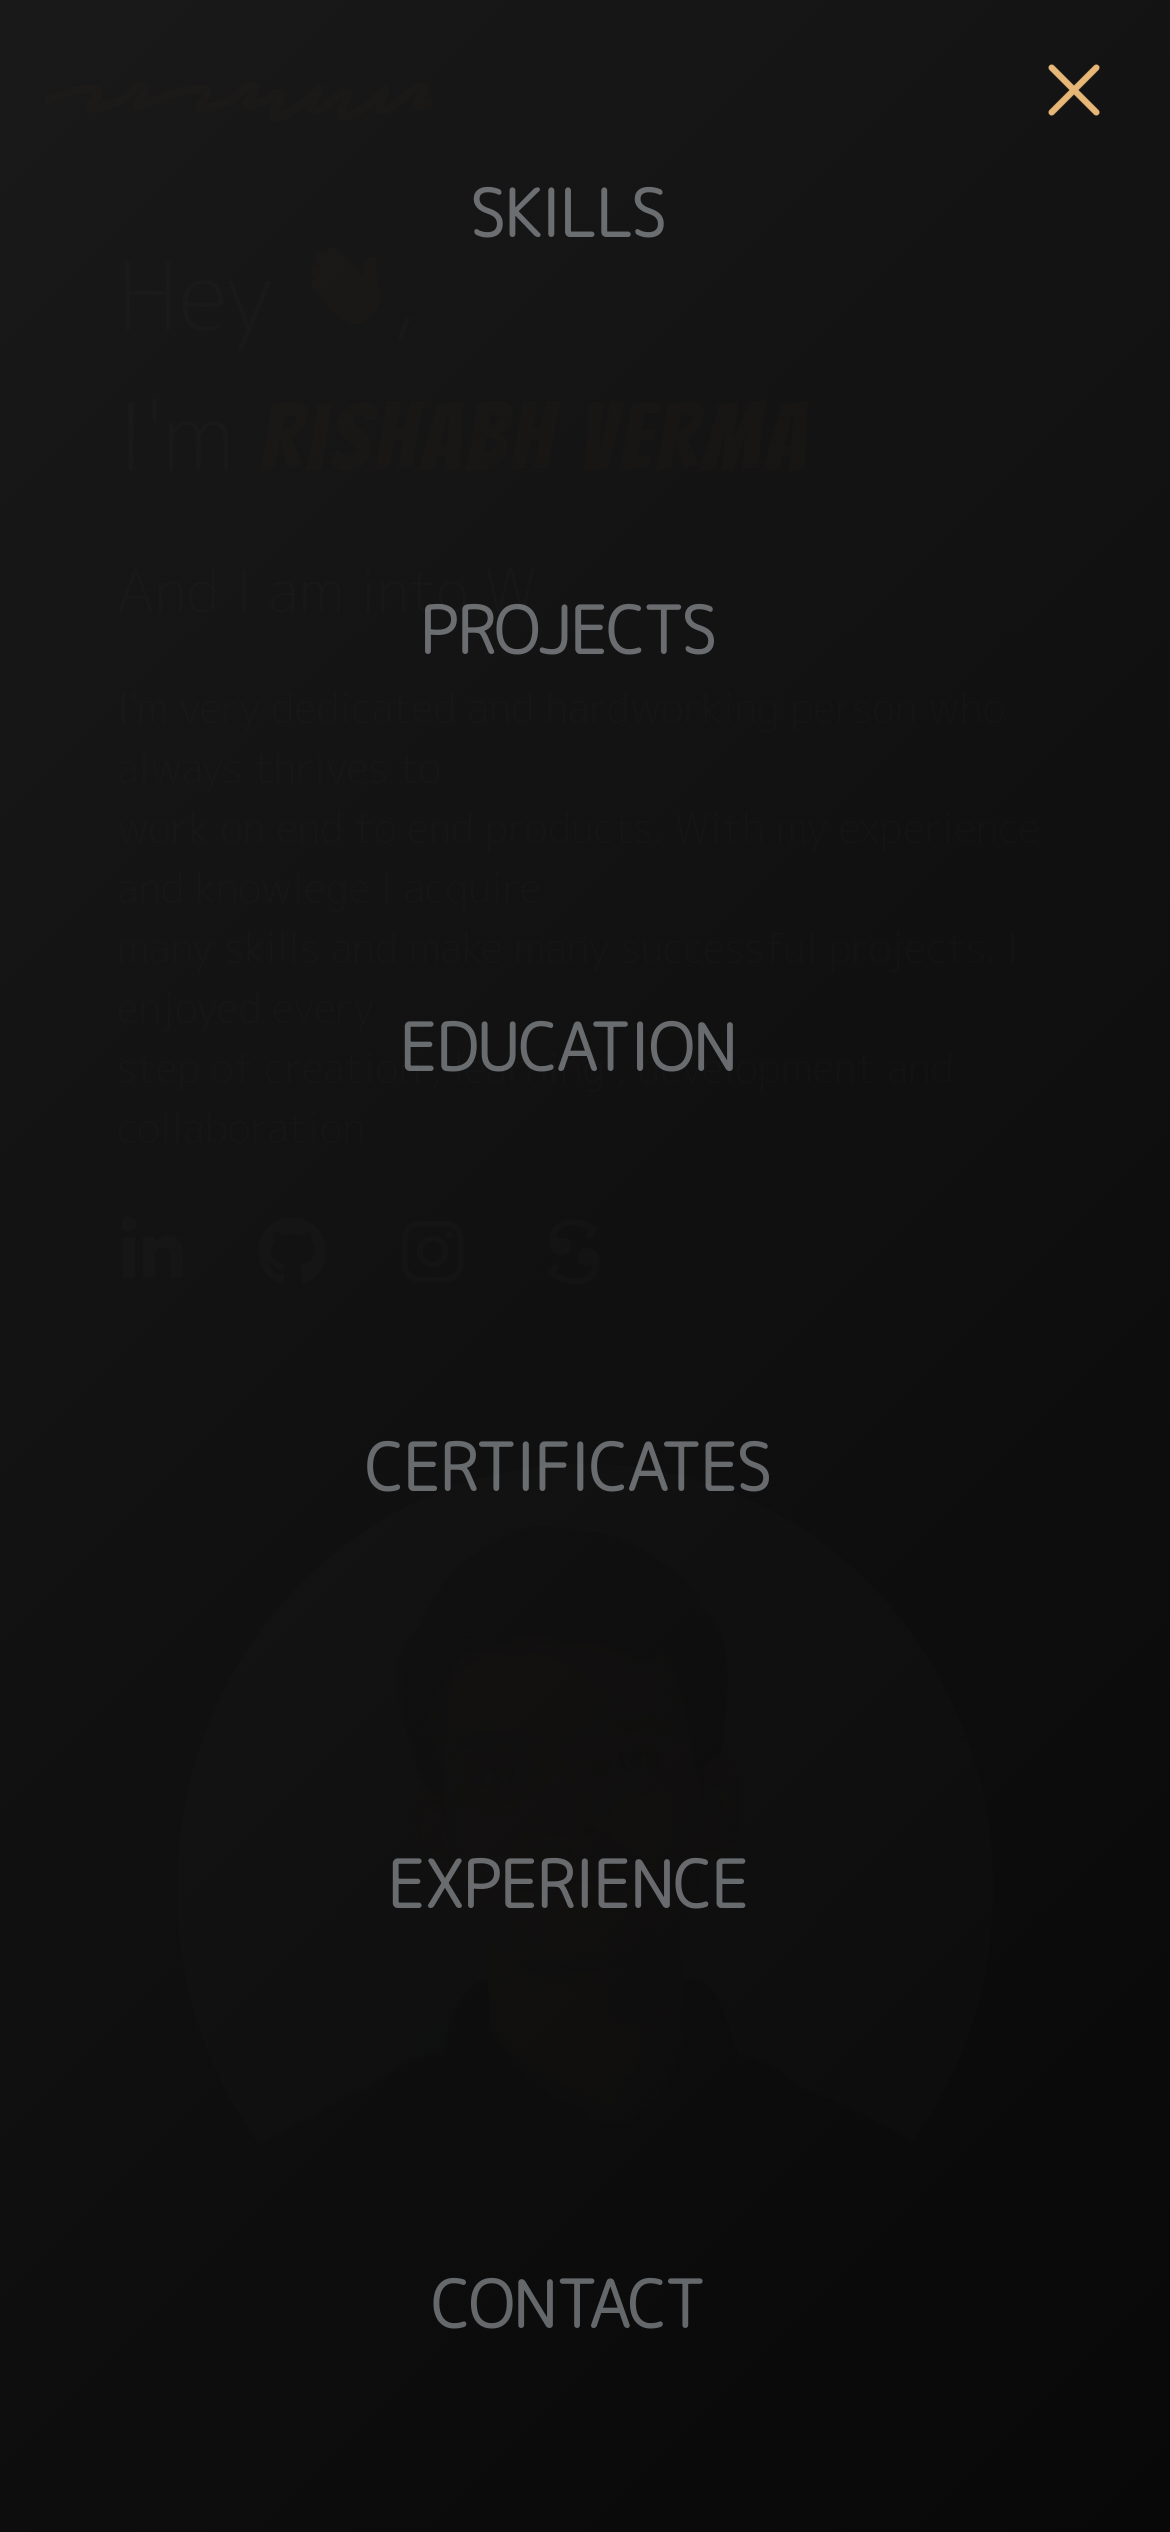 SKILLS
Hey 👋,
I'm RISHABH VERMA
And I am into W
PROJECTS
I'm very dedicated and hardworking person who
always thrives to
work on end to end products. With my experience
and knowlege I acquire
many skills and make many successful projects. I
enjoyed every
EDUCATION
step of creation, development and
collaboration.
CERTIFICATES
EXPERIENCE
CONTACT